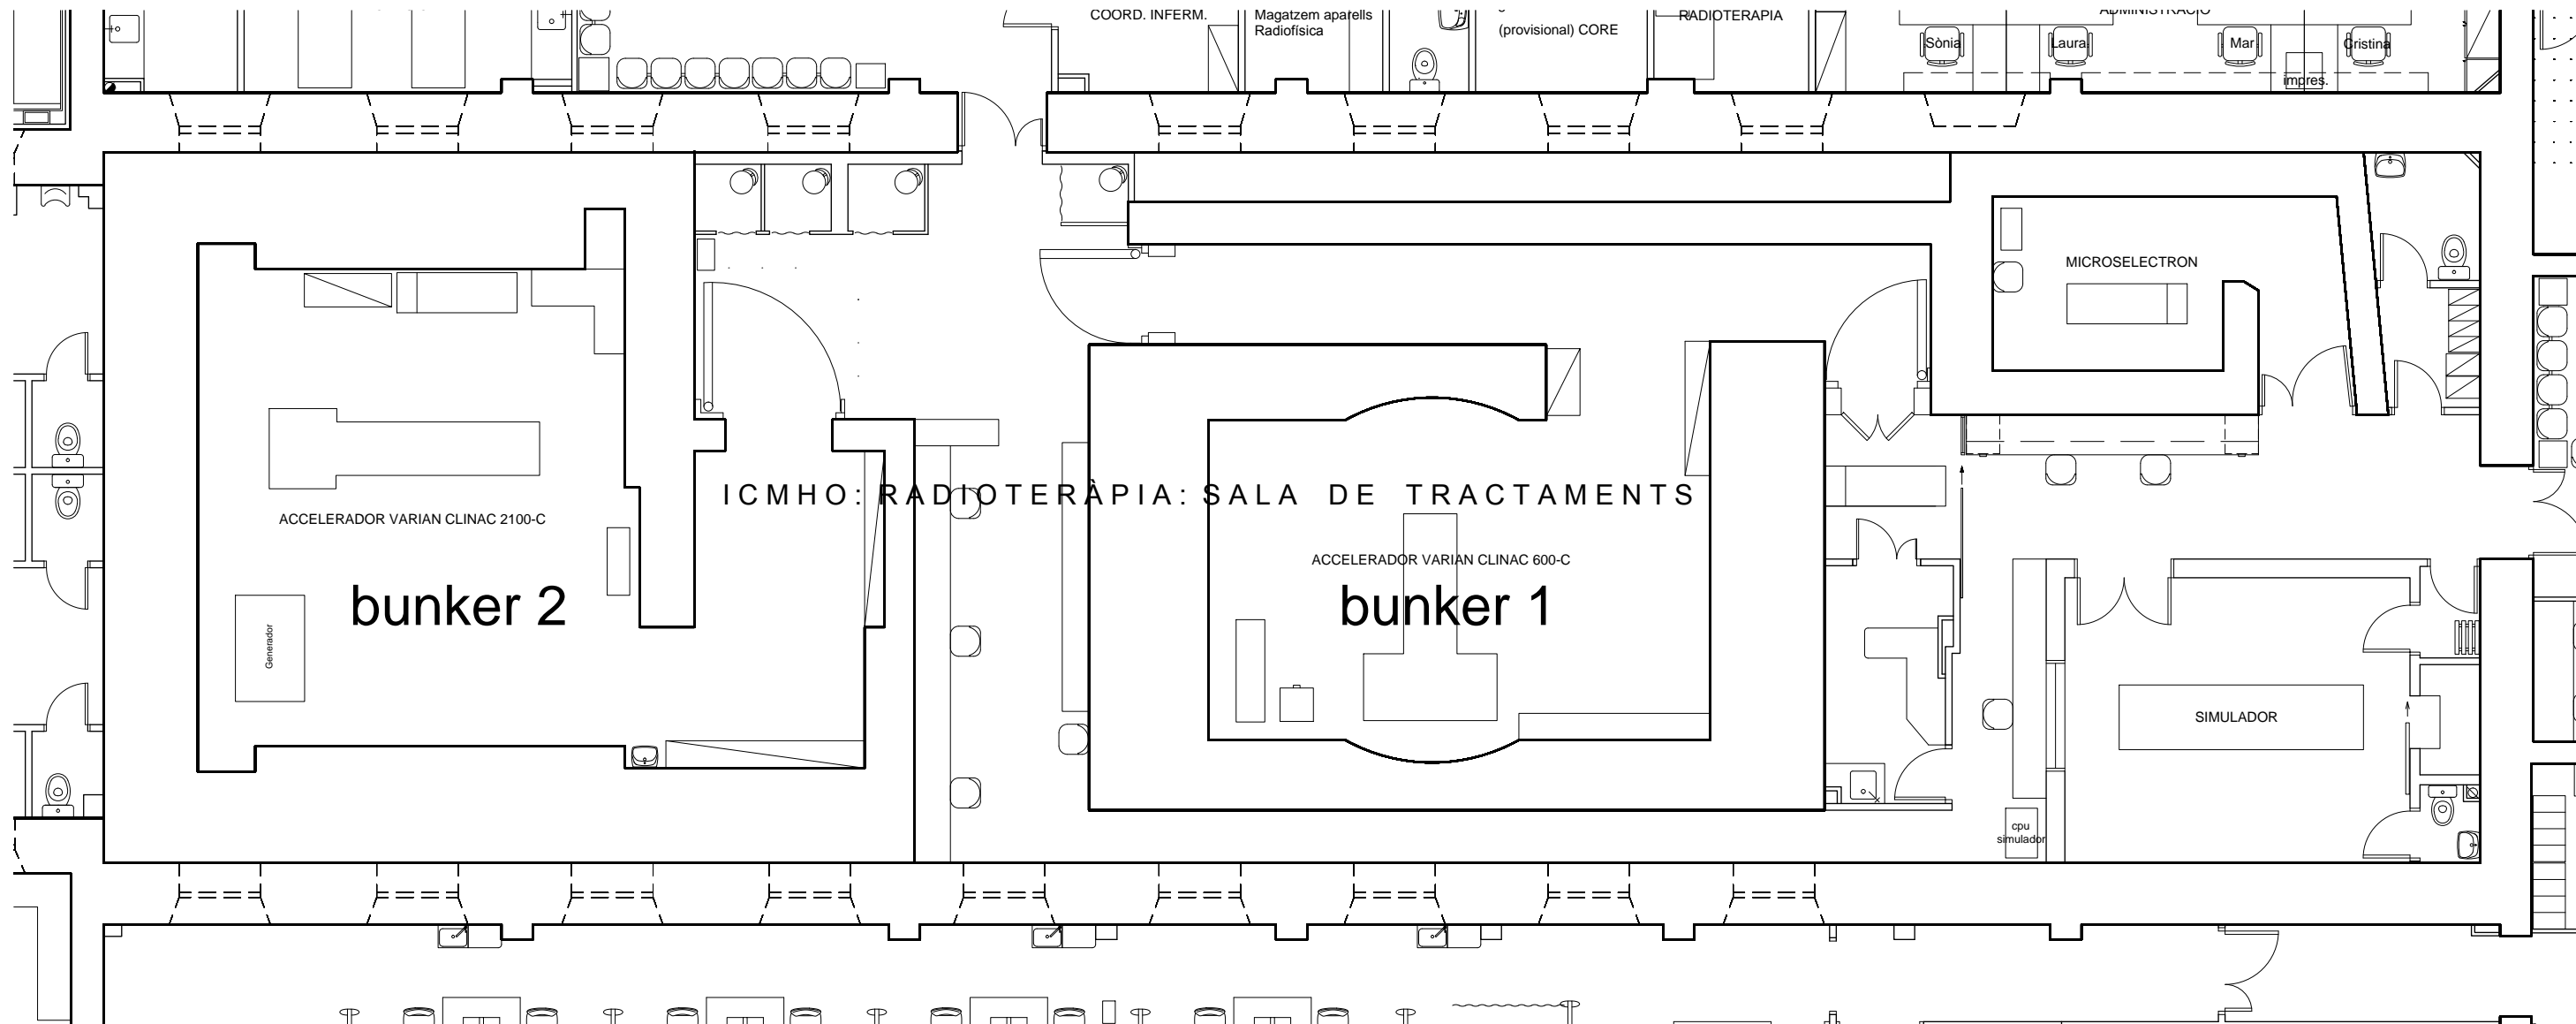 COORD. INFERM.
Magatzem aparells
Radiofísica
(provisional) CORE
RADIOTERAPIA
ADMINISTRACIÓ
Sònia
Laura
Mar
Cristina
impres.
MICROSELECTRON
ICMHO: RADIOTERÀPIA: SALA DE TRACTAMENTS
ACCELERADOR VARIAN CLINAC 2100-C
bunker 2
Generador
ACCELERADOR VARIAN CLINAC 600-C
bunker 1
SIMULADOR
cpu
simulador